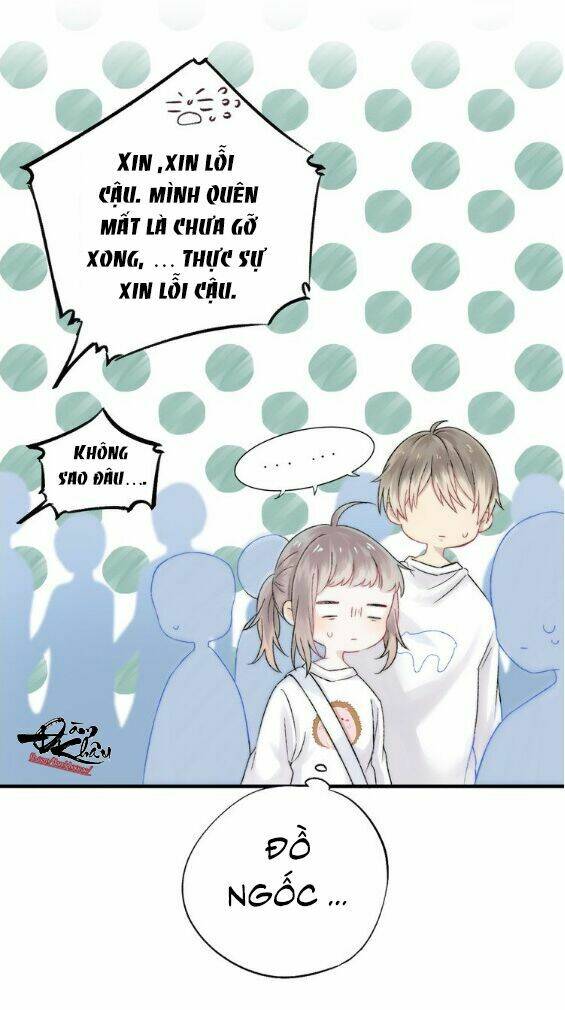 XIN ,XIN LỖI
CẬU. MÌNH QUÊN
MẤT LÀ CHƯA GỠ
XONG, ... THỰC SỰ
XIN LỖI CẬU.
KHÔNG
SAO ĐÂU....
... ...
ĐỒ
NGỐC ...